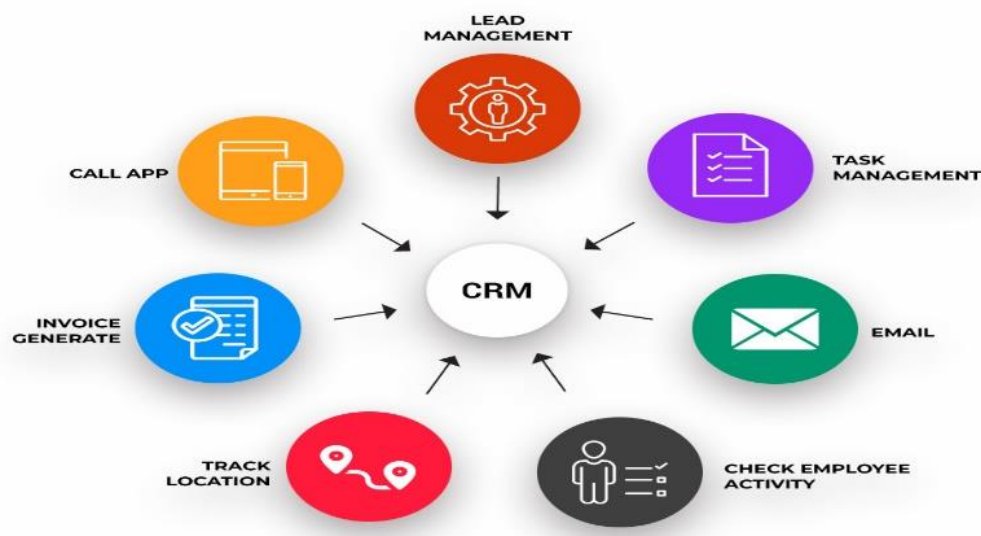 LEAD
MANAGEMENT
CALL APP
TASK
MANAGEMENT
CRM
INVOICE
GENERATE
EMAIL
TRACK
LOCATION
CHECK EMPLOYEE
ACTIVITY